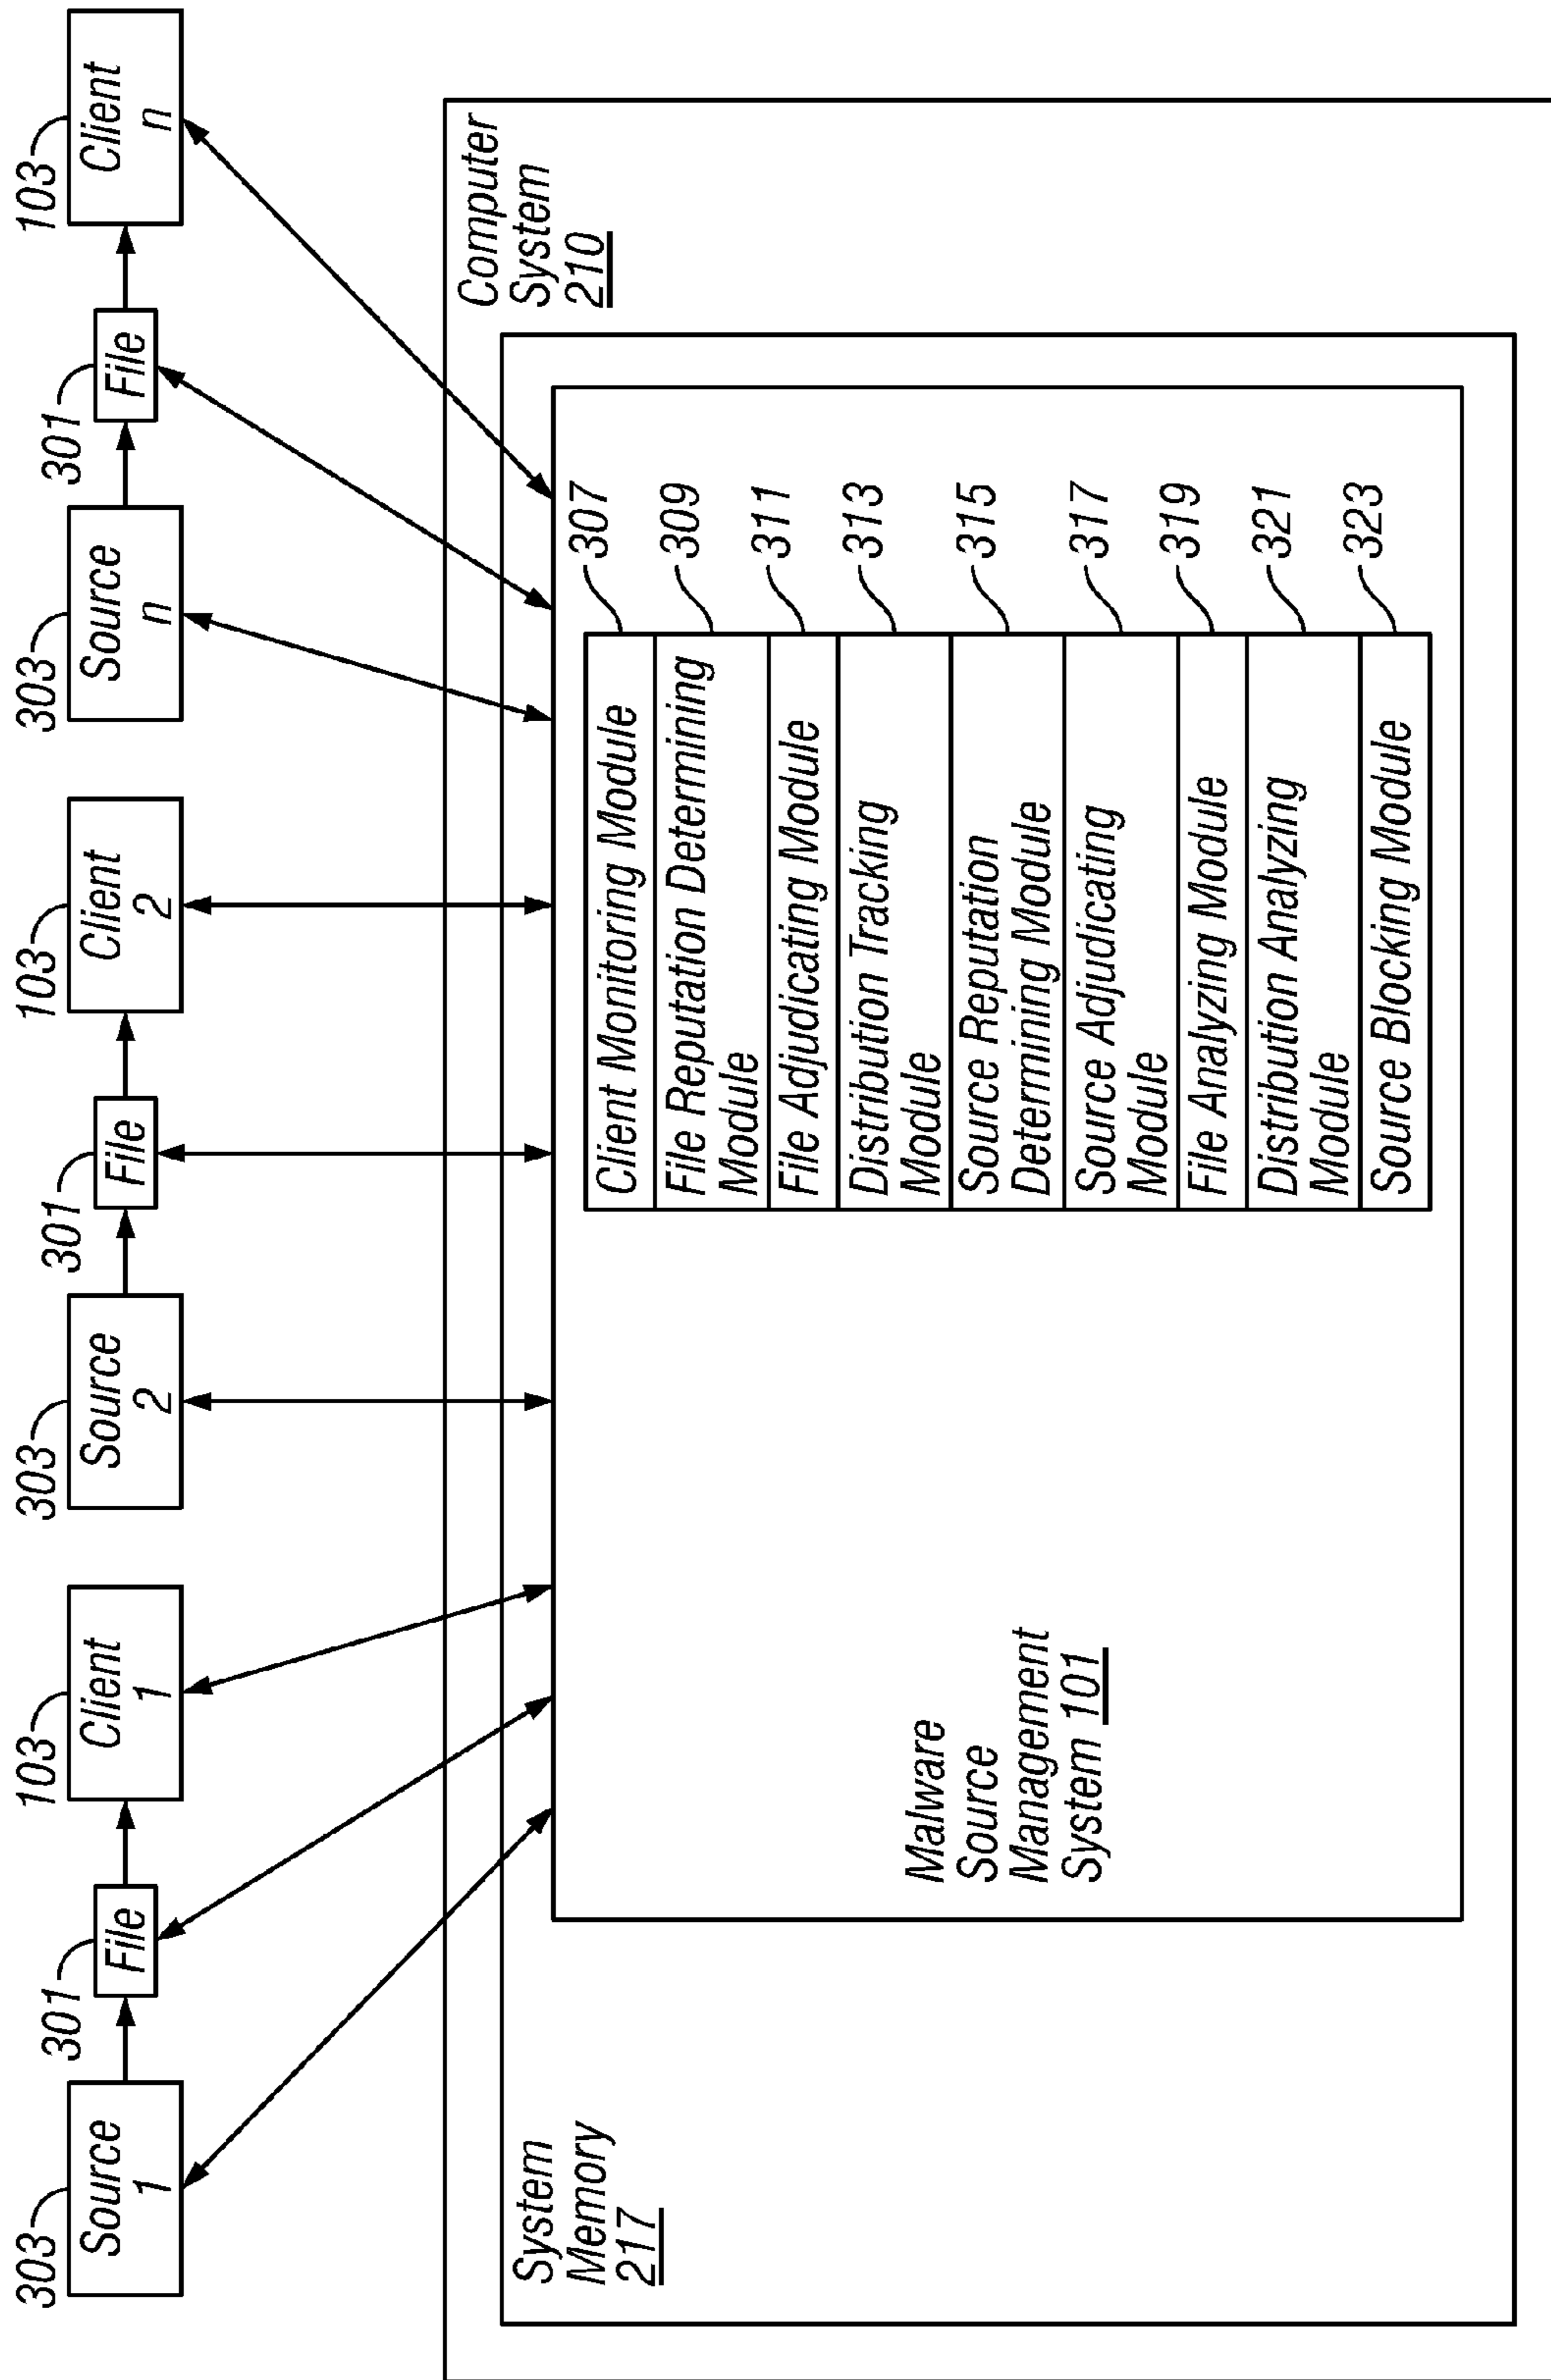 303
Source
1
301
File
103
Client
1
303
Source
2
301
File
103
Client
2
303
Source
n
301
File
103
Client
n
Computer
System
210
System
Memory
217
Malware
Source
Management
System 101
Client Monitoring Module
307
File Reputation Determining
Module
309
File Adjudicating Module
311
Distribution Tracking
Module
313
Source Reputation
Determining Module
315
Source Adjudicating
Module
317
File Analyzing Module
319
Distribution Analyzing
Module
321
Source Blocking Module
323